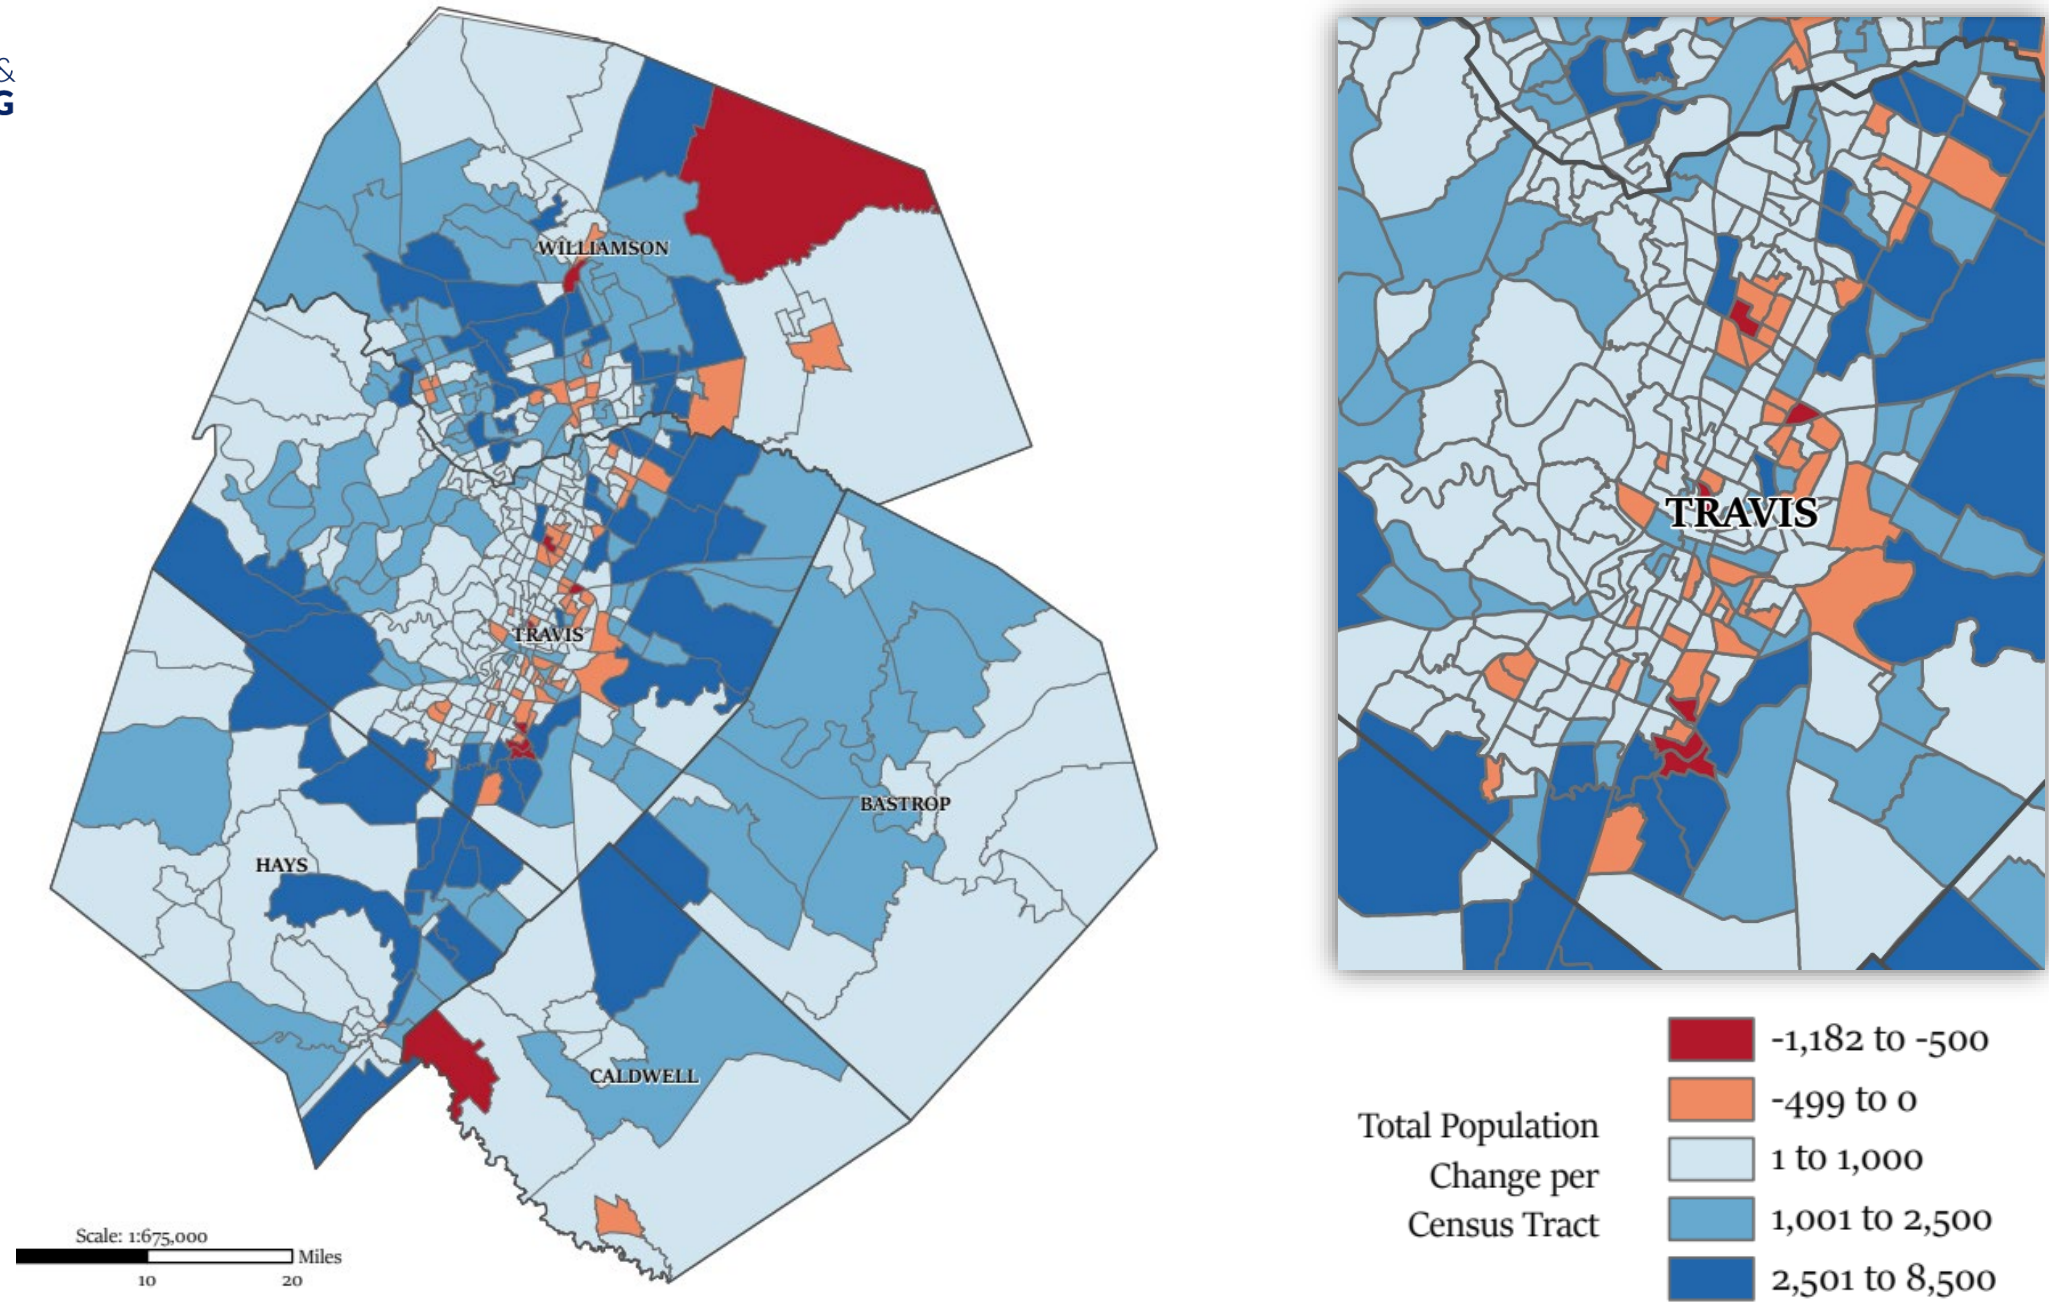 &
G
WILLIAMSON
TRAVIS
BASTROP
HAYS
CALDWELL
Scale: 1:675,000
Miles
10
20
TRAVIS
Total Population
Change per
Census Tract
-1,182 to -500
-499 to 0
1 to 1,000
1,001 to 2,500
2,501 to 8,500